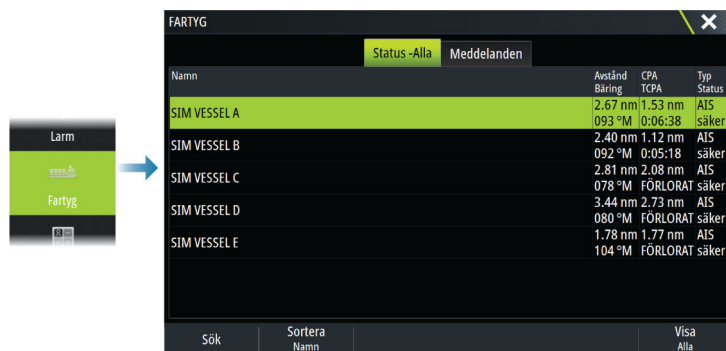 Larm
Fartyg
FARTYG
Status -Alla Meddelanden
Namn Avstånd CPA Typ
Bäring TCPA Status
SIM VESSEL A 2.67 nm 1.53 nm AIS
093 °M 0:06:38 säker
SIM VESSEL B 2.40 nm 1.12 nm AIS
092 °M 0:05:18 säker
SIM VESSEL C 2.81 nm 2.08 nm AIS
078 °M FÖRLORAT säker
SIM VESSEL D 3.44 nm 2.73 nm AIS
080 °M FÖRLORAT säker
SIM VESSEL E 1.78 nm 1.77 nm AIS
104 °M FÖRLORAT säker
Sök Sortera Visa
Namn Alla